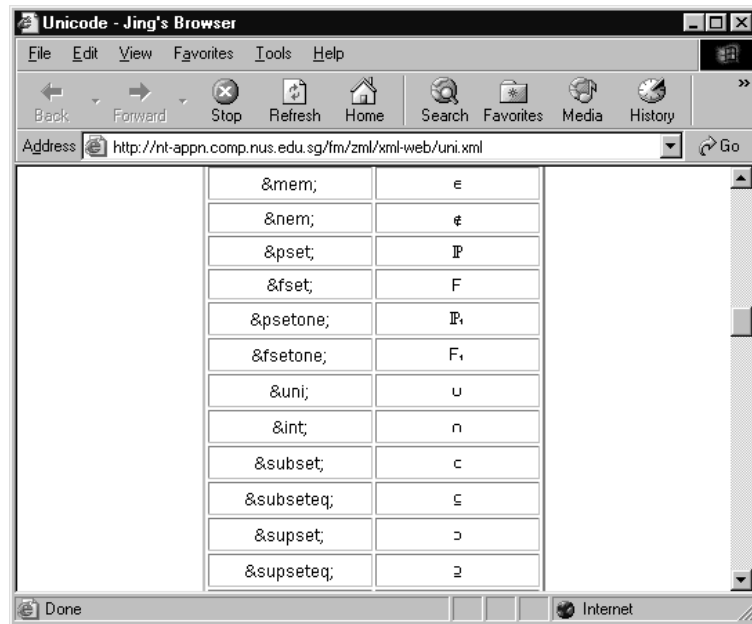 Unicode - Jing's Browser
File Edit View Favorites Tools Help
Back Forward Stop Refresh Home Search Favorites Media History »
Address http://nt-appn.comp.nus.edu.sg/fm/zml/xml-web/uni.xml Go
&mem; ∈
&nem; ∉
&pset; ℙ
&fset; F
&psetone; ℙ₁
&fsetone; F₁
&uni; ∪
&int; ∩
&subset; ⊂
&subseteq; ⊆
&supset; ⊃
&supseteq; ⊇
Done Internet